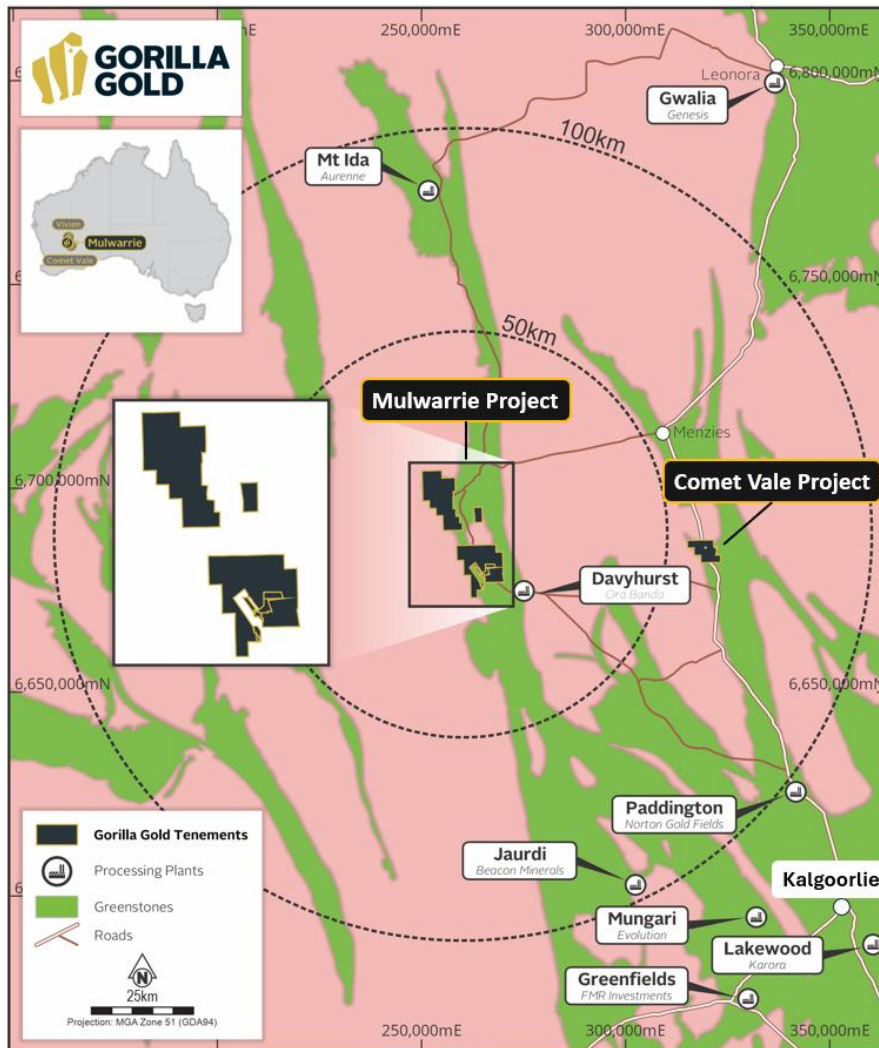 250,000mE
300,000mE
350,000mE
GORILLA
GOLD
Leonora
6,800,000mN
Gwalia
Genesis
100km
Mt Ida
Aurenne
Vivien
Mulwarrie
Comet Vale
6,750,000mN
50km
Mulwarrie Project
Menzies
6,700,000mN
Comet Vale Project
Davyhurst
Ora Banda
6,650,000mN
6,650,000mN
Paddington
Norton Gold Fields
Jaurdi
Beacon Minerals
Kalgoorlie
Mungari
Evolution
Lakewood
Karora
Greenfields
FMR Investments
Gorilla Gold Tenements
Processing Plants
Greenstones
Roads
N
25km
Projection: MGA Zone 51 (GDA94)
250,000mE
300,000mE
350,000mE